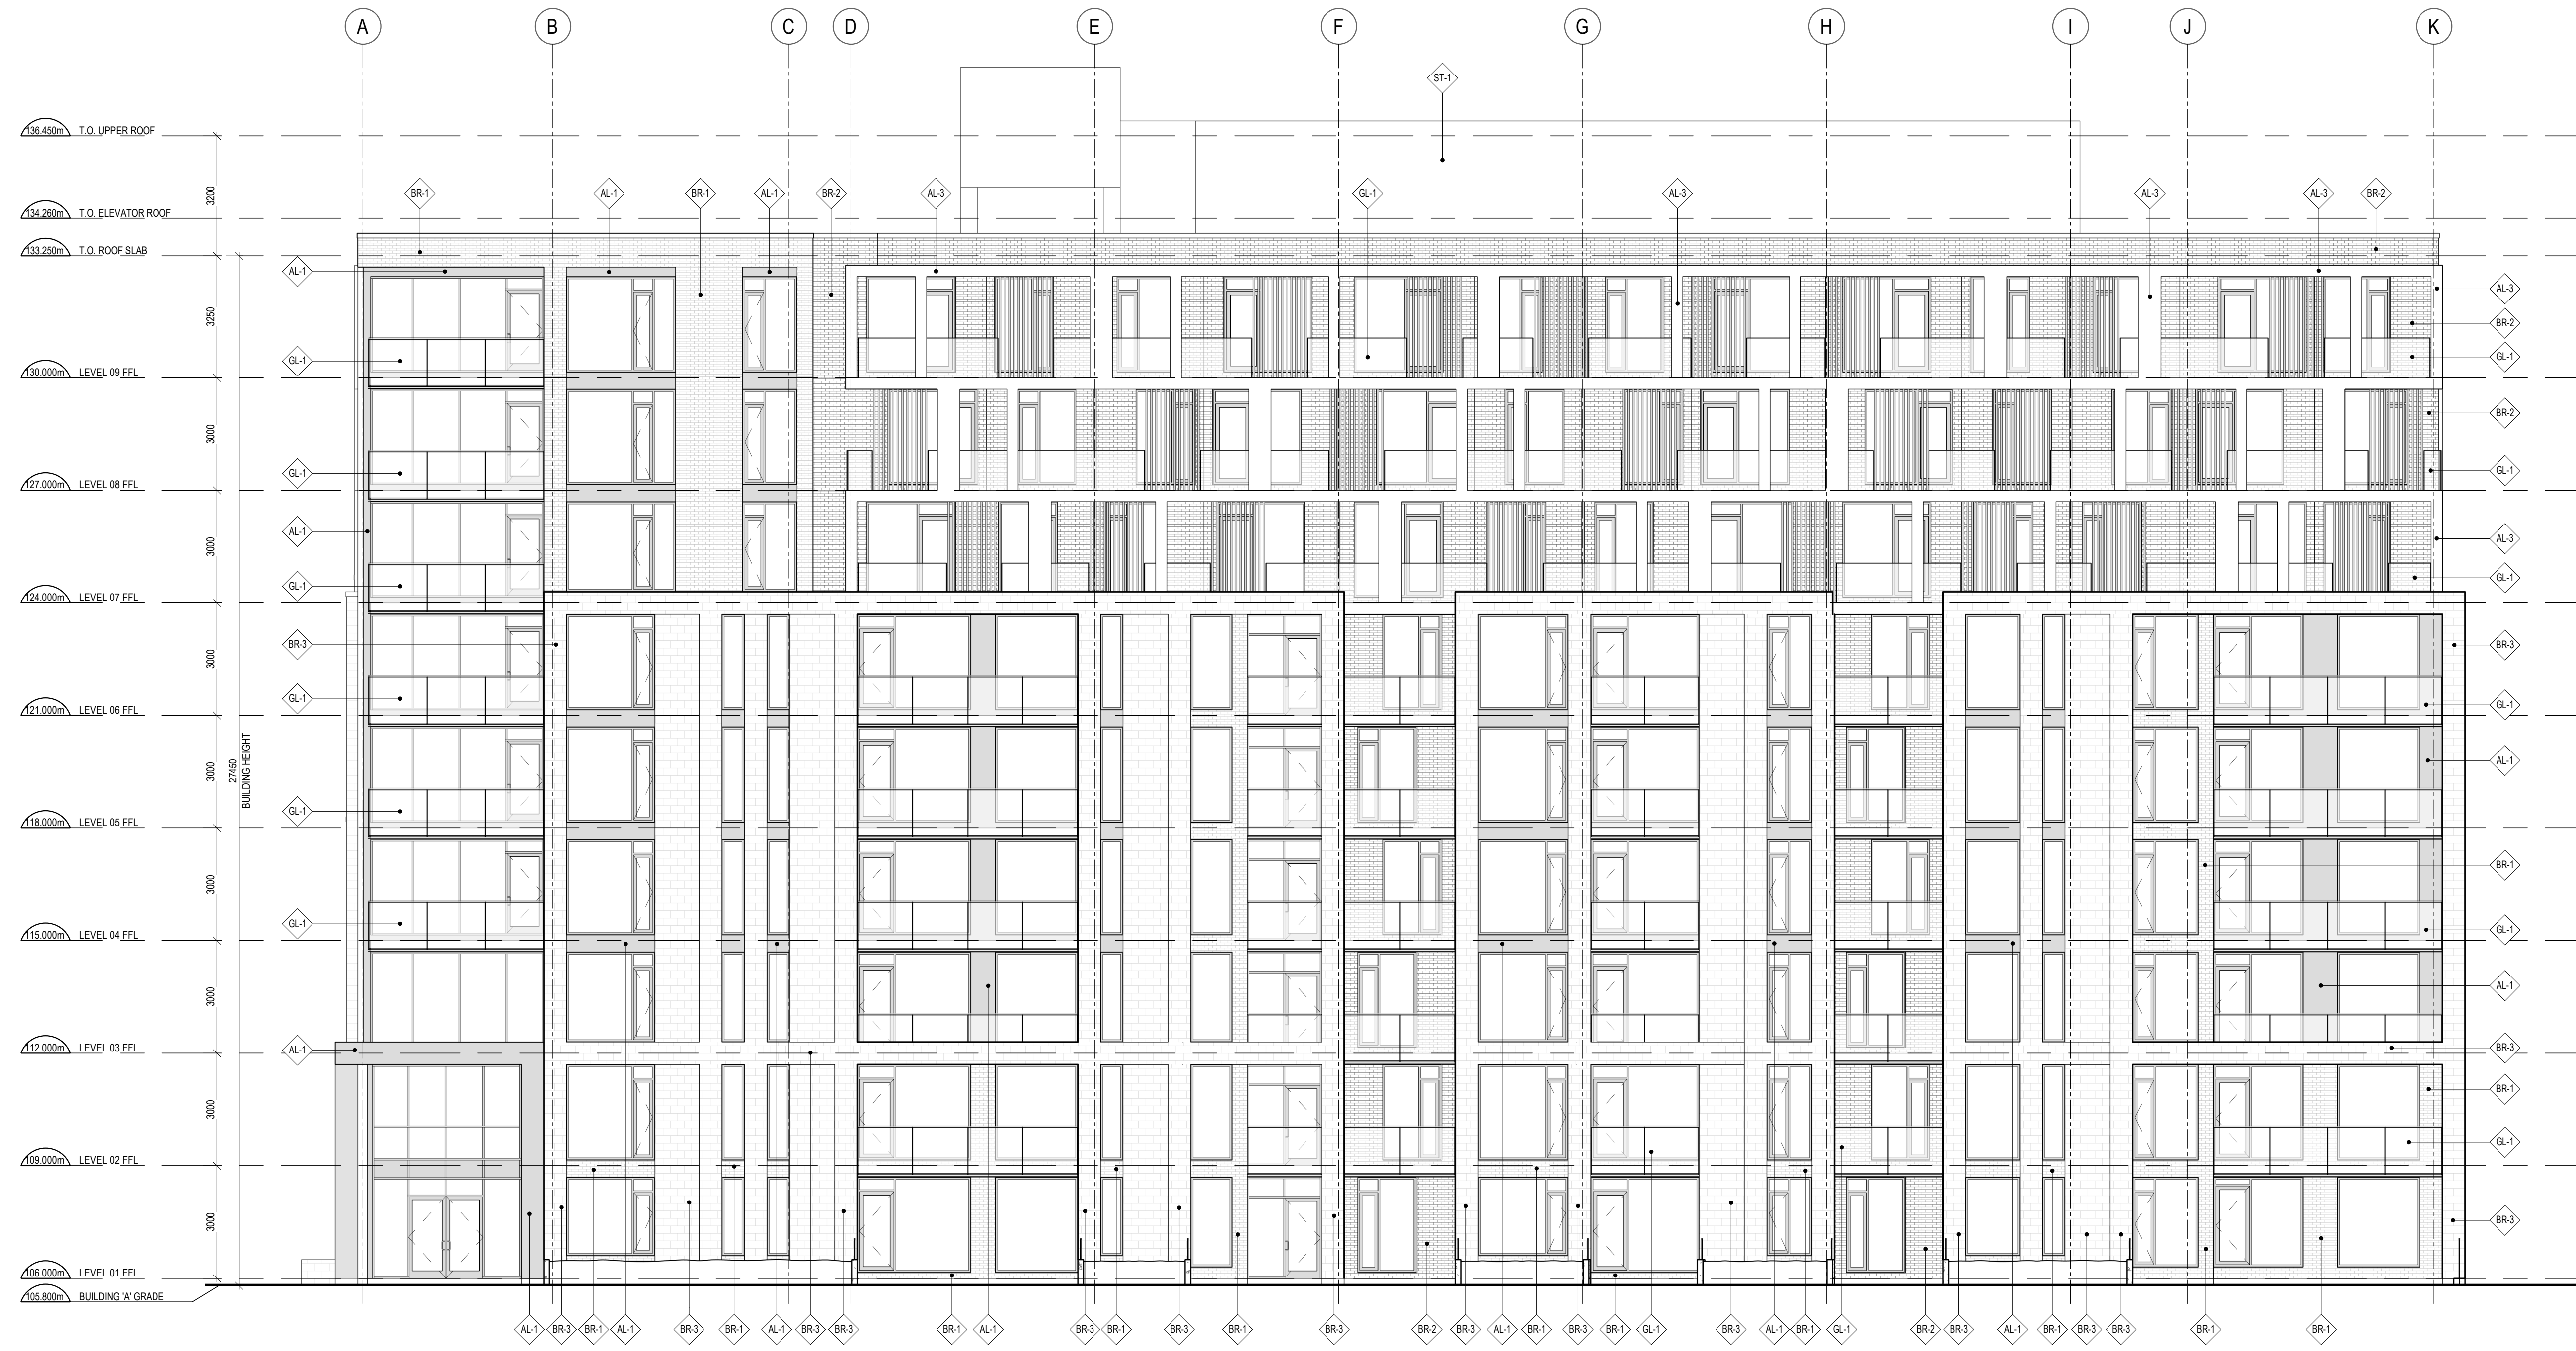 A B C D E F G H I J K
ST-1
136.450m T.O. UPPER ROOF
3200
BR-1 AL-1 BR-1 AL-1 BR-2 AL-3 GL-1 AL-3 AL-3 AL-3 BR-2
134.260m T.O. ELEVATOR ROOF
133.250m T.O. ROOF SLAB
AL-1
AL-3
3250
BR-2
GL-1 GL-1
130.000m LEVEL 09 FFL
BR-2
3000
GL-1 GL-1
127.000m LEVEL 08 FFL
AL-1 AL-3
3000
GL-1 GL-1
124.000m LEVEL 07 FFL
BR-3 BR-3
3000
GL-1 GL-1
121.000m LEVEL 06 FFL
27450
BUILDING HEIGHT
AL-1
3000
GL-1
118.000m LEVEL 05 FFL
BR-1
3000
GL-1 GL-1
115.000m LEVEL 04 FFL
AL-1
3000
112.000m LEVEL 03 FFL
AL-1 BR-3
BR-1
3000
GL-1
109.000m LEVEL 02 FFL
3000
BR-3
106.000m LEVEL 01 FFL
105.800m BUILDING 'A' GRADE
AL-1 BR-3 BR-1 AL-1 BR-3 BR-1 AL-1 BR-3 BR-3 BR-1 AL-1 BR-3 BR-1 BR-3 BR-1 BR-3 BR-2 BR-3 AL-1 BR-1 BR-3 BR-1 GL-1 BR-3 AL-1 BR-1 GL-1 BR-2 BR-3 AL-1 BR-1 BR-3 BR-3 BR-1 BR-1